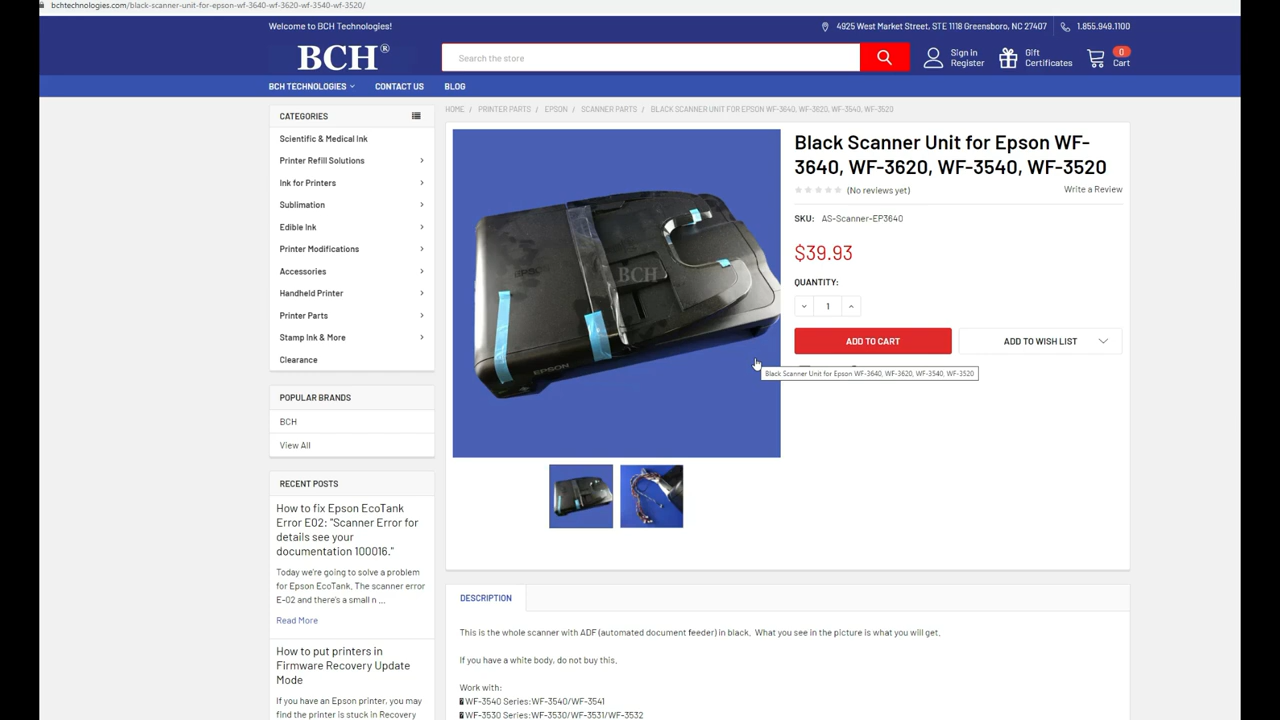 bchtechnologies.com/black-scanner-unit-for-epson-wf-3640-wf-3620-wf-3540-wf-3520/
Welcome to BCH Technologies!
4925 West Market Street, STE 1118 Greensboro, NC 27407
1.855.949.1100
BCH®
Search the store
Sign In
Register
Gift
Certificates
0
Cart
BCH TECHNOLOGIES
CONTACT US
BLOG
HOME PRINTER PARTS EPSON SCANNER PARTS BLACK SCANNER UNIT FOR EPSON WF-3640, WF-3620, WF-3540, WF-3520
CATEGORIES
Scientific & Medical Ink
Printer Refill Solutions
Ink for Printers
Sublimation
Edible Ink
Printer Modifications
Accessories
Handheld Printer
Printer Parts
Stamp Ink & More
Clearance
POPULAR BRANDS
BCH
View All
RECENT POSTS
How to fix Epson EcoTank
Error E02: "Scanner Error for
details see your
documentation 100016."
Today we're going to solve a problem
for Epson EcoTank. The scanner error
E-02 and there's a small n ...
Read More
How to put printers in
Firmware Recovery Update
Mode
If you have an Epson printer, you may
find the printer is stuck in Recovery
BCH
EPSON
Black Scanner Unit for Epson WF-
3640, WF-3620, WF-3540, WF-3520
(No reviews yet)
Write a Review
SKU: AS-Scanner-EP3640
$39.93
QUANTITY:
1
ADD TO CART
ADD TO WISH LIST
Black Scanner Unit for Epson WF-3640, WF-3620, WF-3540, WF-3520
DESCRIPTION
This is the whole scanner with ADF (automated document feeder) in black. What you see in the picture is what you will get.
If you have a white body, do not buy this.
Work with:
WF-3540 Series:WF-3540/WF-3541
WF-3530 Series:WF-3530/WF-3531/WF-3532